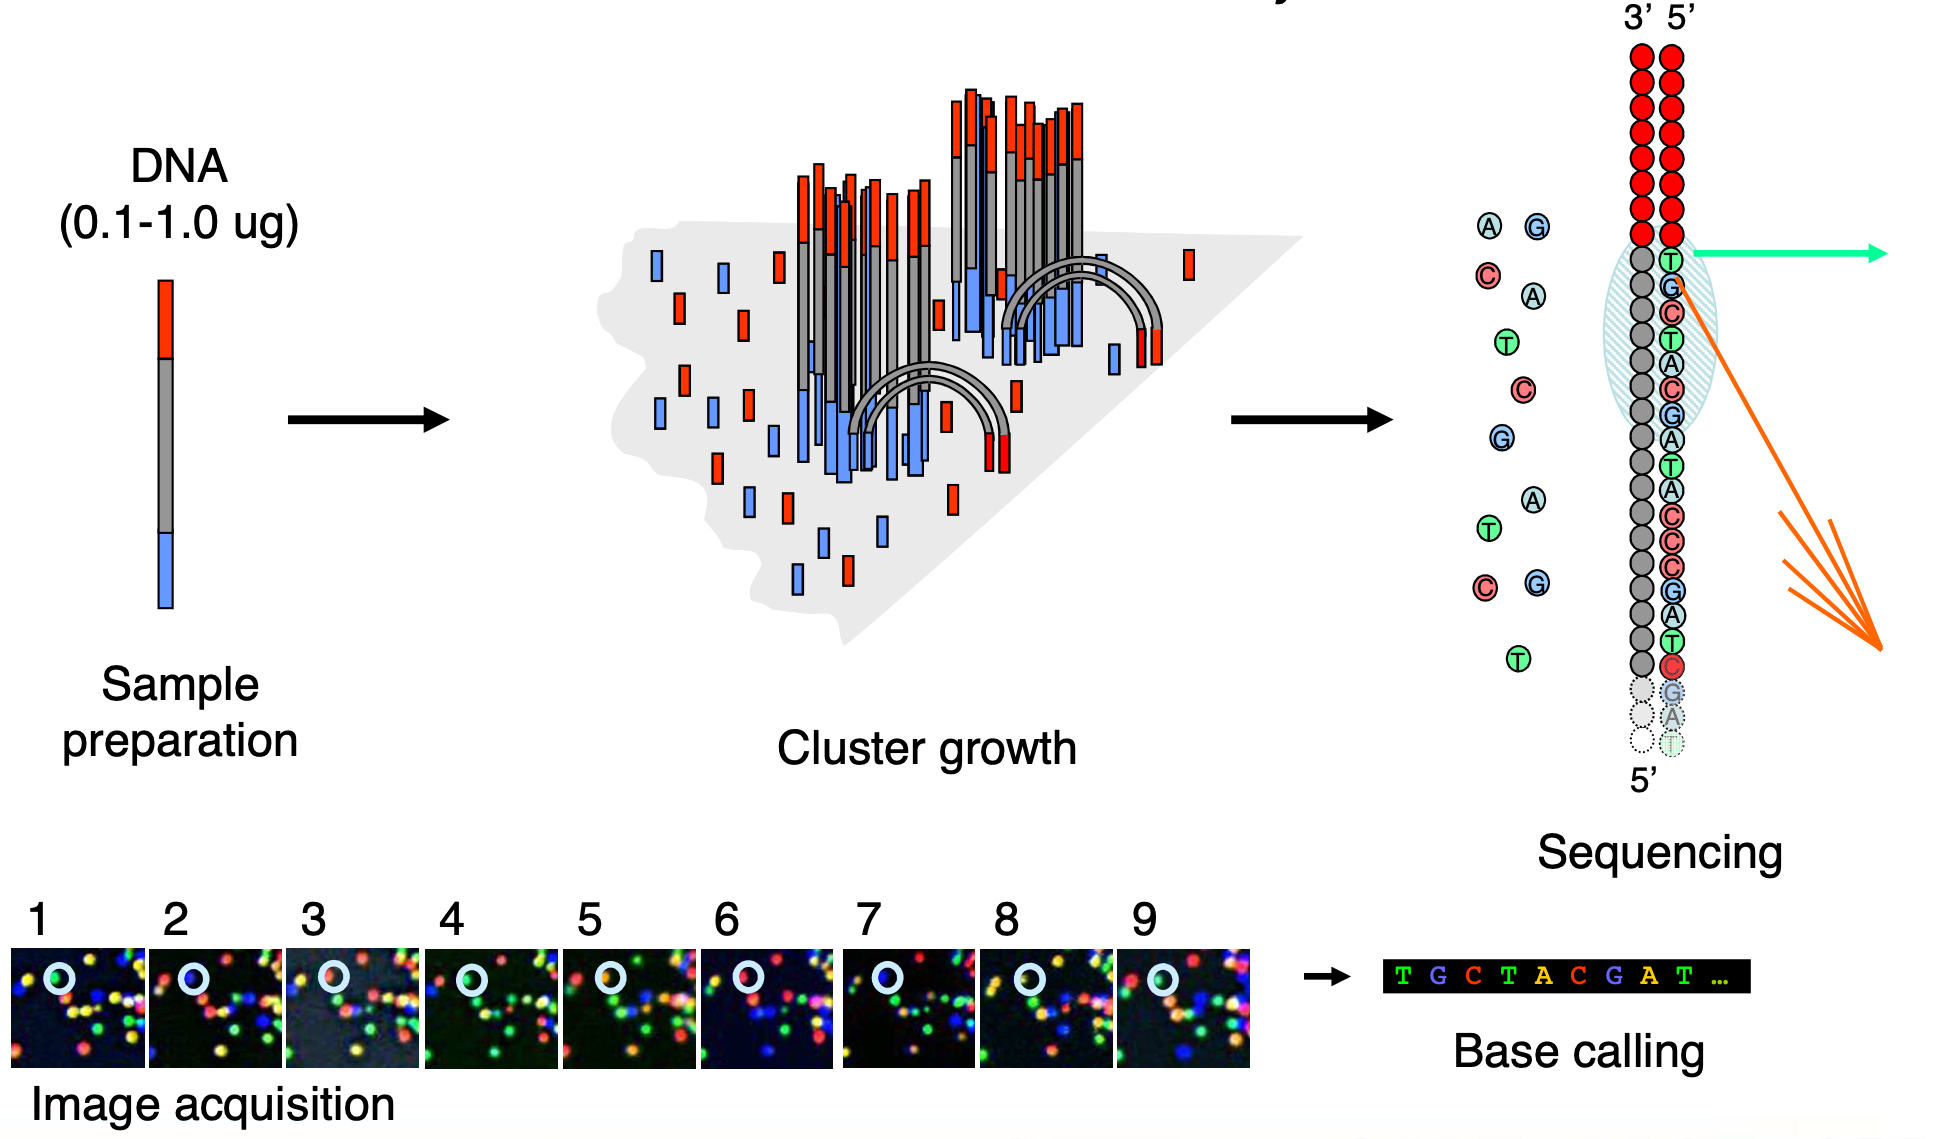 3’ 5’
DNA
(0.1-1.0 ug)
A G
C
A
T
C
G
A
T
C G
T
T
G
C
T
A
C
G
A
T
A
C
C
C
G
A
T
C
G
A
T
5’
Sample
preparation
Cluster growth
Sequencing
1 2 3 4 5 6 7 8 9
T G C T A C G A T ...
Base calling
Image acquisition